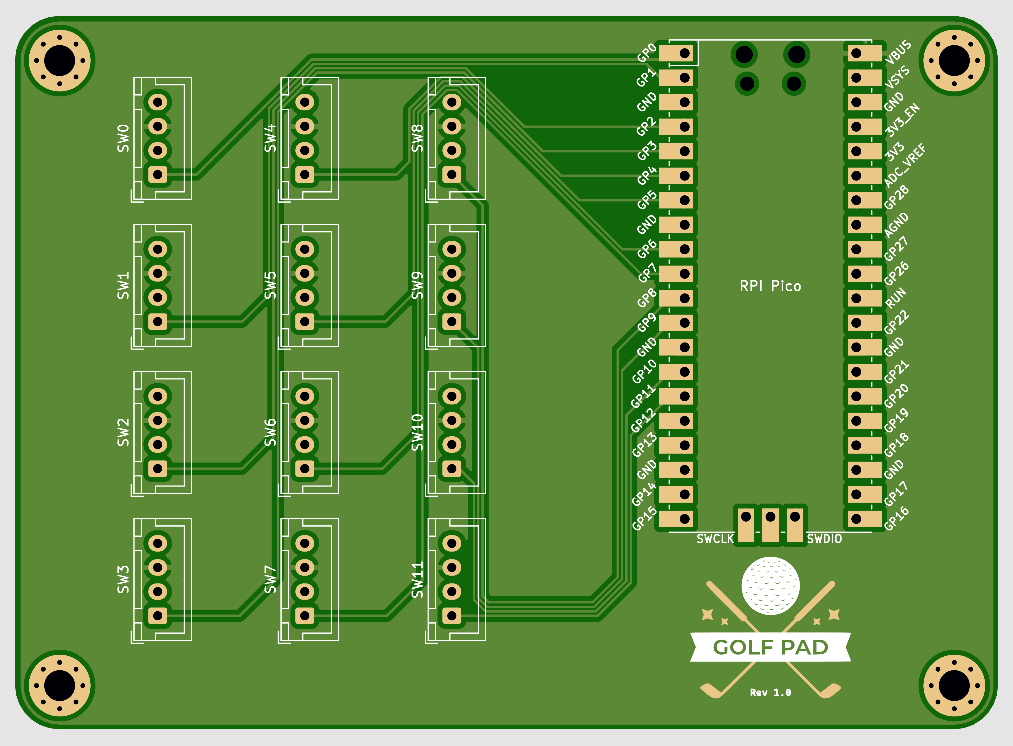 SW0
SW4
SW8
SW1
SW5
SW9
SW2
SW6
SW10
SW3
SW7
SW11
GP0
GP1
GND
GP2
GP3
GP4
GP5
GND
GP6
GP7
GP8
GP9
GND
GP10
GP11
GP12
GP13
GND
GP14
GP15
RPI Pico
VBUS
VSYS
GND
3V3_EN
3V3
ADC_VREF
GP28
AGND
GP27
GP26
RUN
GP22
GND
GP21
GP20
GP19
GP18
GND
GP17
GP16
SWCLK
SWDIO
GOLF PAD
Rev 1.0